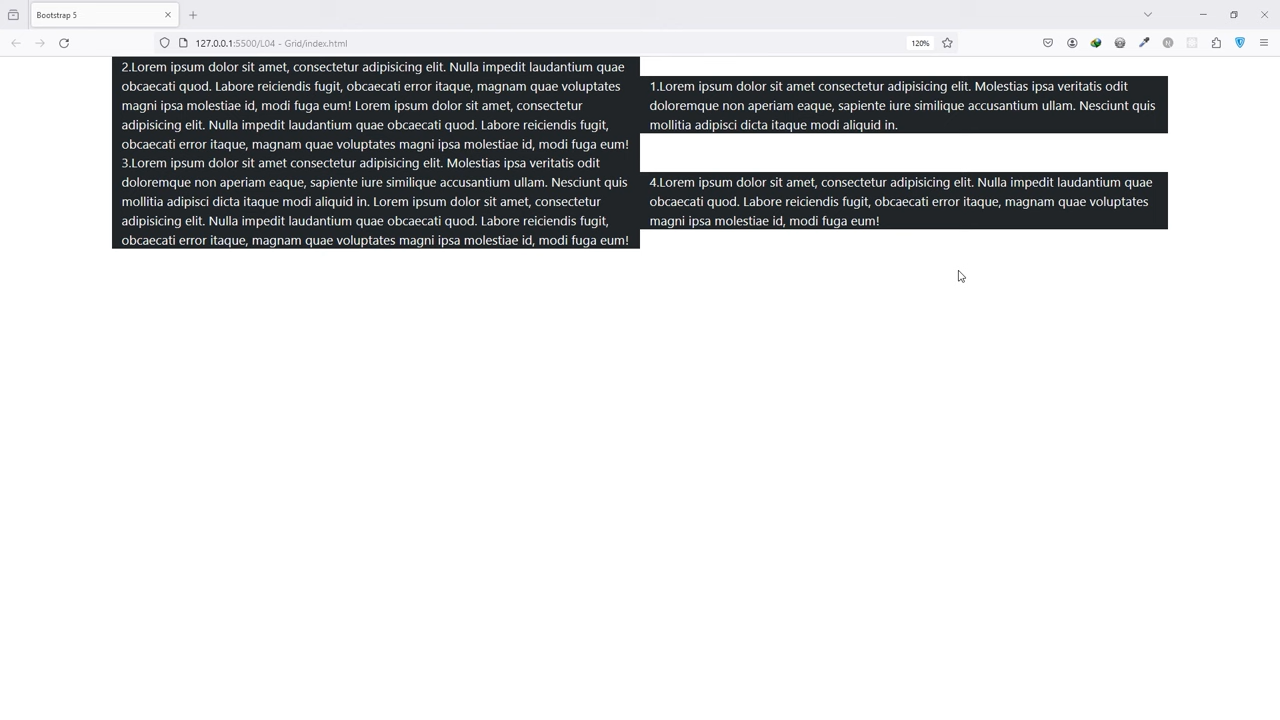 Bootstrap 5
127.0.0.1:5500/L04 - Grid/index.html
120%
2.Lorem ipsum dolor sit amet, consectetur adipisicing elit. Nulla impedit laudantium quae
obcaecati quod. Labore reiciendis fugit, obcaecati error itaque, magnam quae voluptates
magni ipsa molestiae id, modi fuga eum! Lorem ipsum dolor sit amet, consectetur
adipisicing elit. Nulla impedit laudantium quae obcaecati quod. Labore reiciendis fugit,
obcaecati error itaque, magnam quae voluptates magni ipsa molestiae id, modi fuga eum!
1.Lorem ipsum dolor sit amet consectetur adipisicing elit. Molestias ipsa veritatis odit
doloremque non aperiam eaque, sapiente iure similique accusantium ullam. Nesciunt quis
mollitia adipisci dicta itaque modi aliquid in.
3.Lorem ipsum dolor sit amet consectetur adipisicing elit. Molestias ipsa veritatis odit
doloremque non aperiam eaque, sapiente iure similique accusantium ullam. Nesciunt quis
mollitia adipisci dicta itaque modi aliquid in. Lorem ipsum dolor sit amet, consectetur
adipisicing elit. Nulla impedit laudantium quae obcaecati quod. Labore reiciendis fugit,
obcaecati error itaque, magnam quae voluptates magni ipsa molestiae id, modi fuga eum!
4.Lorem ipsum dolor sit amet, consectetur adipisicing elit. Nulla impedit laudantium quae
obcaecati quod. Labore reiciendis fugit, obcaecati error itaque, magnam quae voluptates
magni ipsa molestiae id, modi fuga eum!